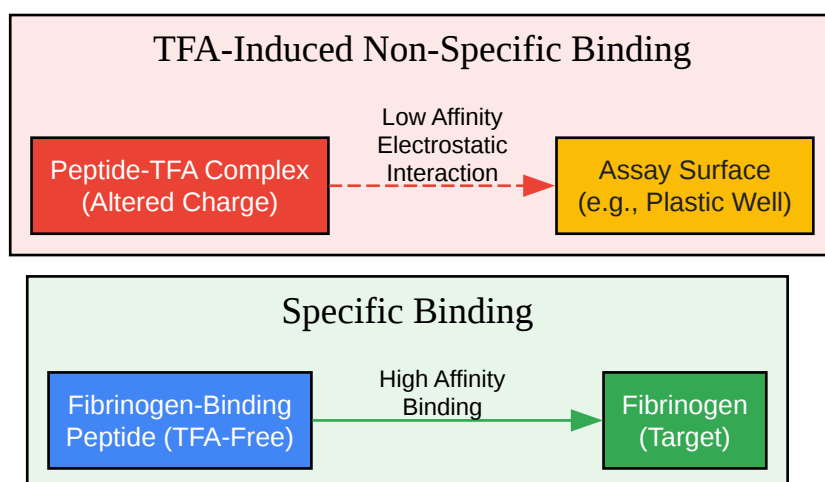 TFA-Induced Non-Specific Binding
Low Affinity
Electrostatic
Interaction
Peptide-TFA Complex
(Altered Charge)
Assay Surface
(e.g., Plastic Well)
Specific Binding
High Affinity
Binding
Fibrinogen-Binding
Peptide (TFA-Free)
Fibrinogen
(Target)